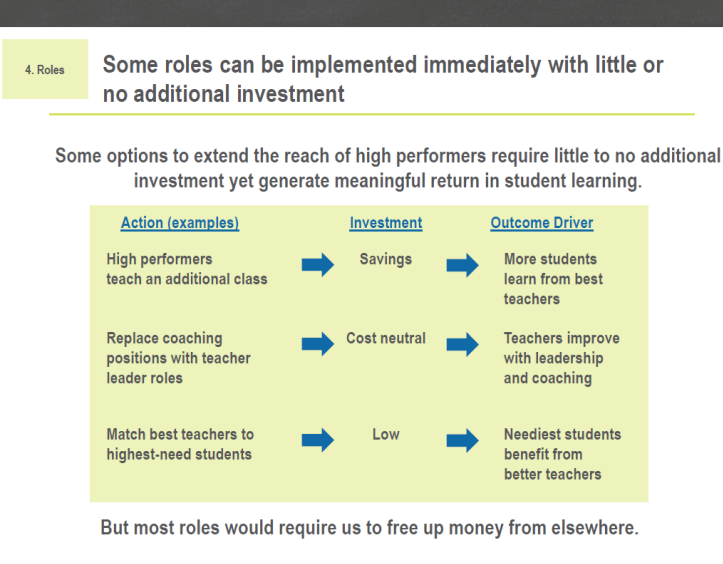 4. Roles
Some roles can be implemented immediately with little or
no additional investment
Some options to extend the reach of high performers require little to no additional
investment yet generate meaningful return in student learning.
Action (examples) Investment Outcome Driver
High performers Savings More students
teach an additional class learn from best
teachers
Replace coaching Cost neutral Teachers improve
positions with teacher with leadership
leader roles and coaching
Match best teachers to Low Neediest students
highest-need students benefit from
better teachers
But most roles would require us to free up money from elsewhere.